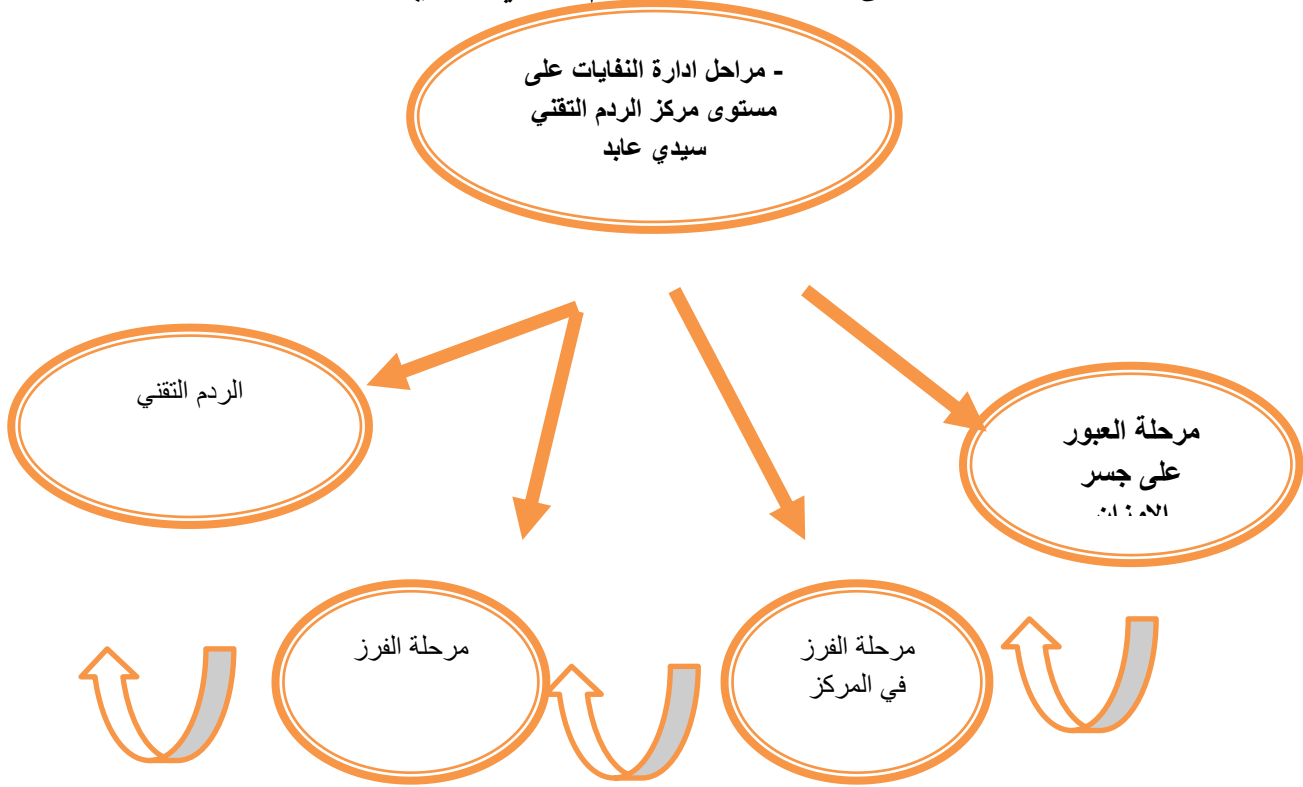 - مراحل ادارة النفايات على
مستوى مركز الردم التقني
سيدي عابد
مرحلة العبور
على جسر
الردم التقني
مرحلة الفرز
في المركز
مرحلة الفرز